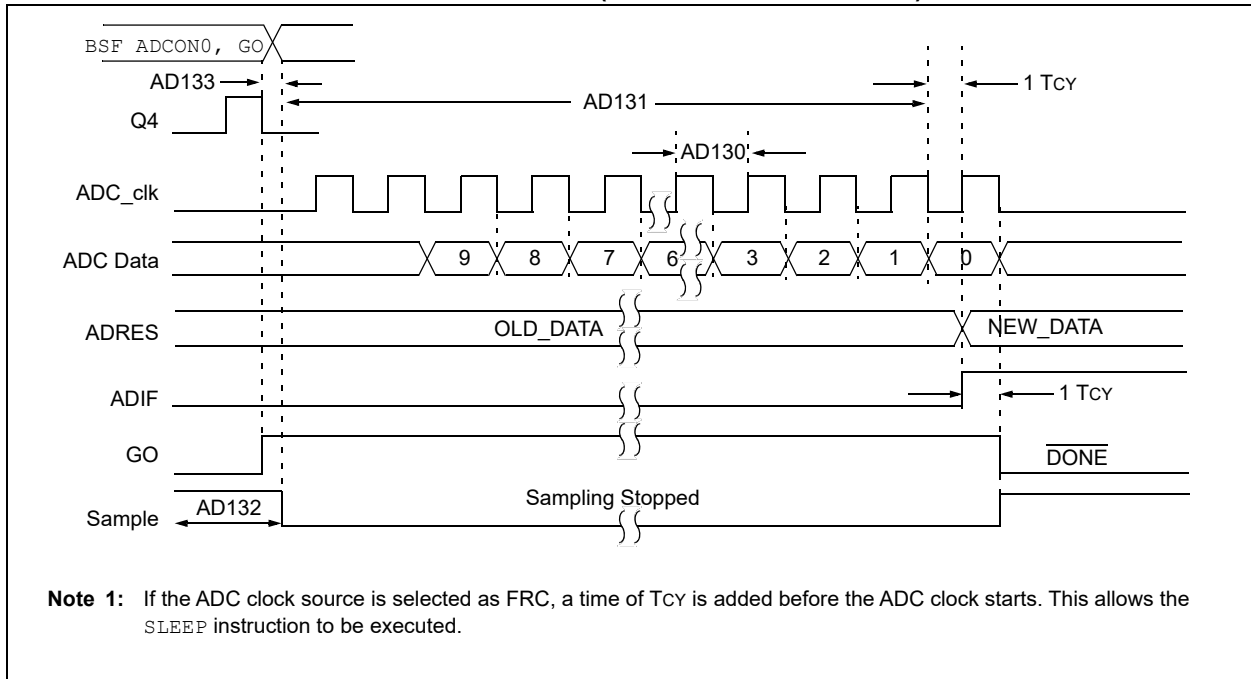 BSF ADCON0, GO
AD133
1 TCY
AD131
Q4
AD130
ADC_clk
ADC Data
9 8 7 6 3 2 1 0
ADRES
OLD_DATA
NEW_DATA
ADIF
1 TCY
GO
DONE
Sample
AD132
Sampling Stopped
Note 1: If the ADC clock source is selected as FRC, a time of TCY is added before the ADC clock starts. This allows the
SLEEP instruction to be executed.